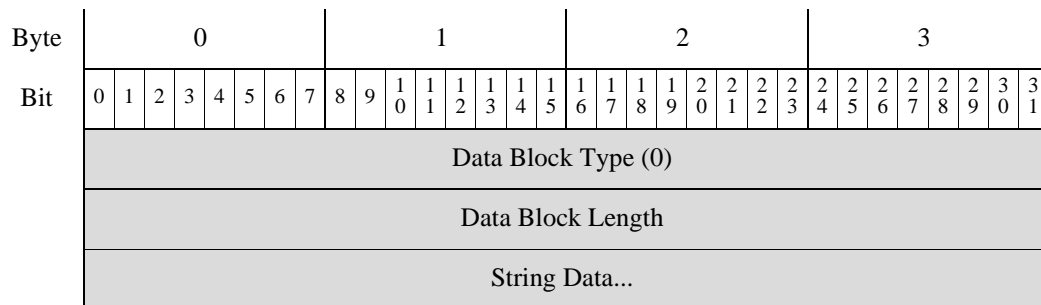 Byte 0 1 2 3
Bit 0 1 2 3 4 5 6 7 8 9 10 11 12 13 14 15 16 17 18 19 20 21 22 23 24 25 26 27 28 29 30 31
Data Block Type (0)
Data Block Length
String Data...